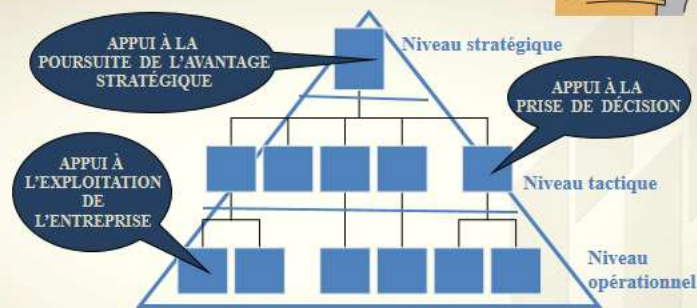 APPUI À LA
POURSUITE DE L'AVANTAGE
STRATÉGIQUE
Niveau stratégique
APPUI À LA
PRISE DE DÉCISION
APPUI À
L'EXPLOITATION
DE
L'ENTREPRISE
Niveau tactique
Niveau
opérationnel